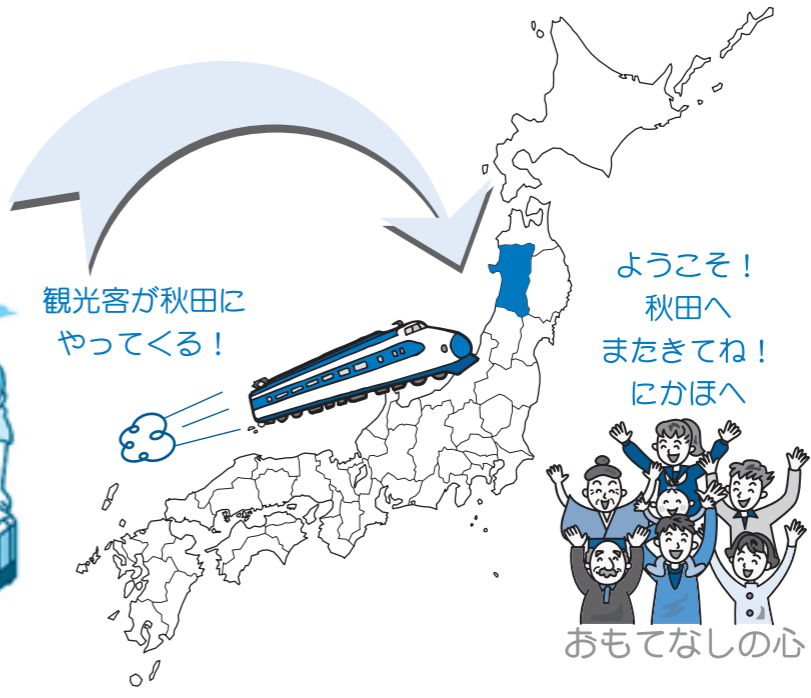 観光客が秋田に
やってくる！
ようこそ！
秋田へ
またきてね！
にかほへ
おもてなしの心